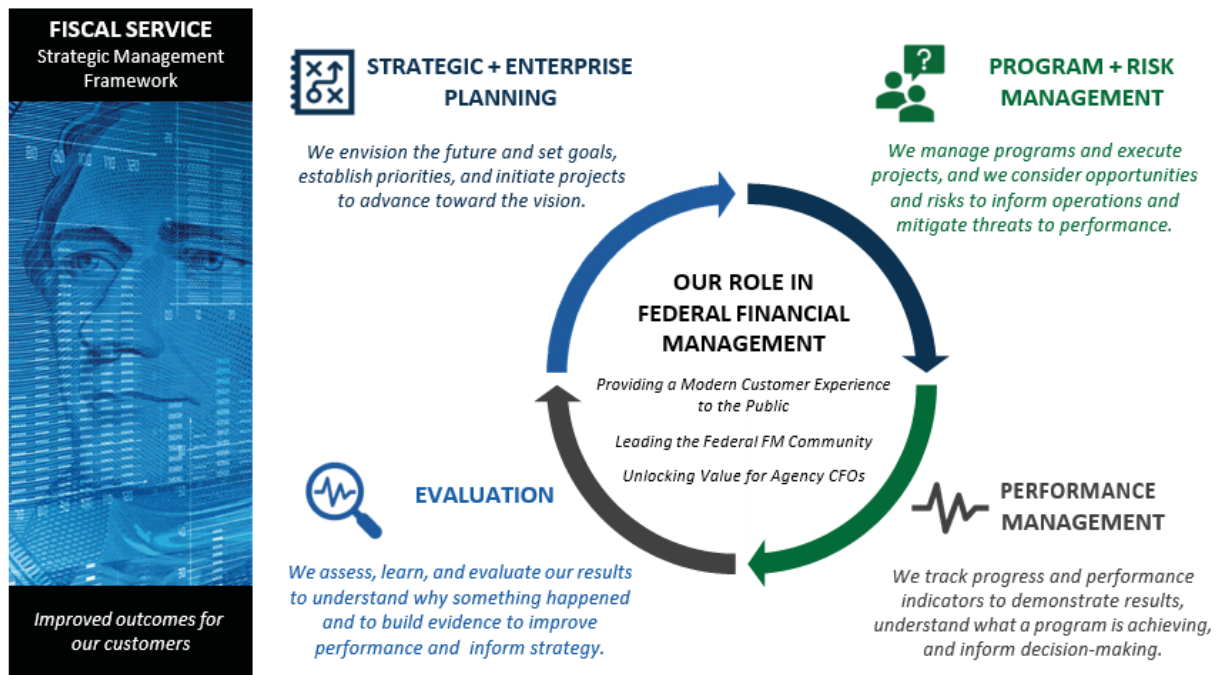 FISCAL SERVICE
Strategic Management
Framework
Improved outcomes for
our customers
STRATEGIC + ENTERPRISE
PLANNING
We envision the future and set goals,
establish priorities, and initiate projects
to advance toward the vision.
PROGRAM + RISK
MANAGEMENT
We manage programs and execute
projects, and we consider opportunities
and risks to inform operations and
mitigate threats to performance.
OUR ROLE IN
FEDERAL FINANCIAL
MANAGEMENT
Providing a Modern Customer Experience
to the Public
Leading the Federal FM Community
Unlocking Value for Agency CFOs
EVALUATION
We assess, learn, and evaluate our results
to understand why something happened
and to build evidence to improve
performance and inform strategy.
PERFORMANCE
MANAGEMENT
We track progress and performance
indicators to demonstrate results,
understand what a program is achieving,
and inform decision-making.